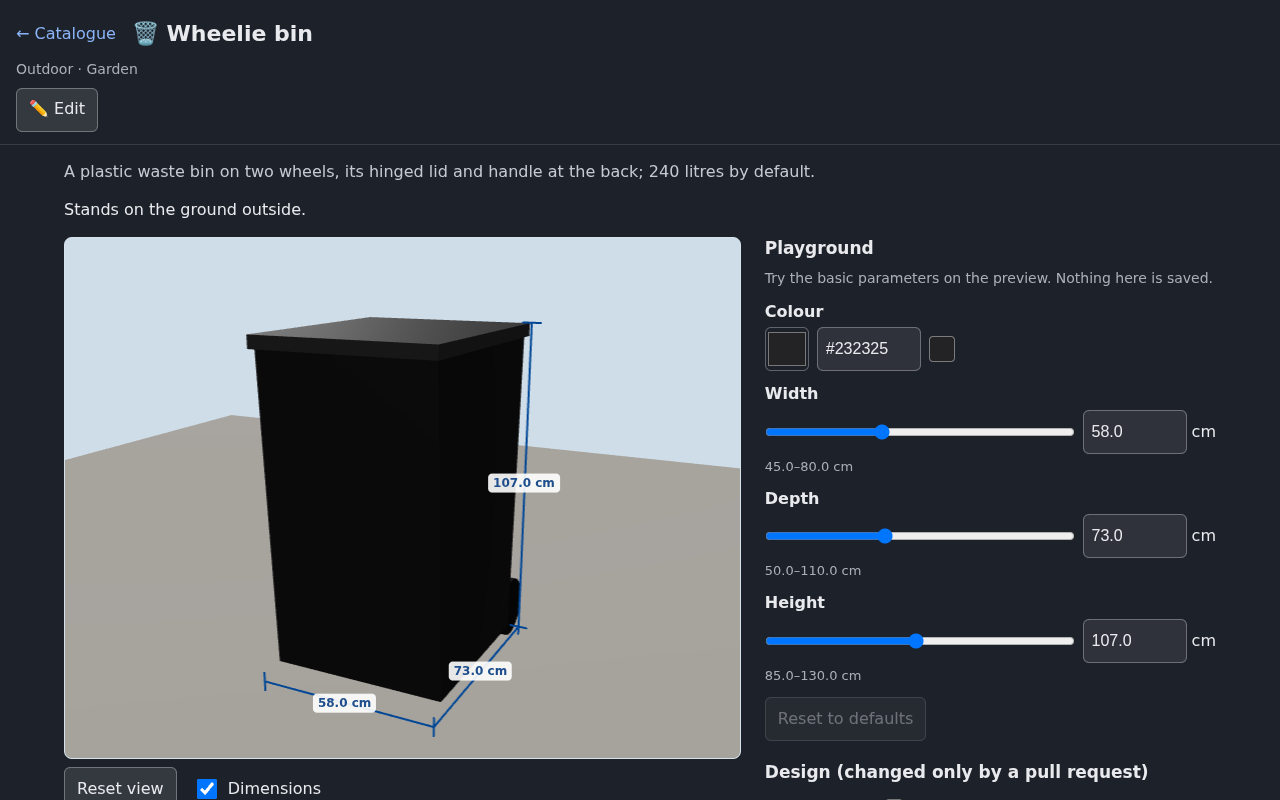 ← Catalogue 🗑️ Wheelie bin
Outdoor · Garden
✏️ Edit
A plastic waste bin on two wheels, its hinged lid and handle at the back; 240 litres by default.
Stands on the ground outside.
107.0 cm
73.0 cm
58.0 cm
Reset view
Dimensions
Playground
Try the basic parameters on the preview. Nothing here is saved.
Colour
#232325
Width
58.0 cm
45.0–80.0 cm
Depth
73.0 cm
50.0–110.0 cm
Height
107.0 cm
85.0–130.0 cm
Reset to defaults
Design (changed only by a pull request)